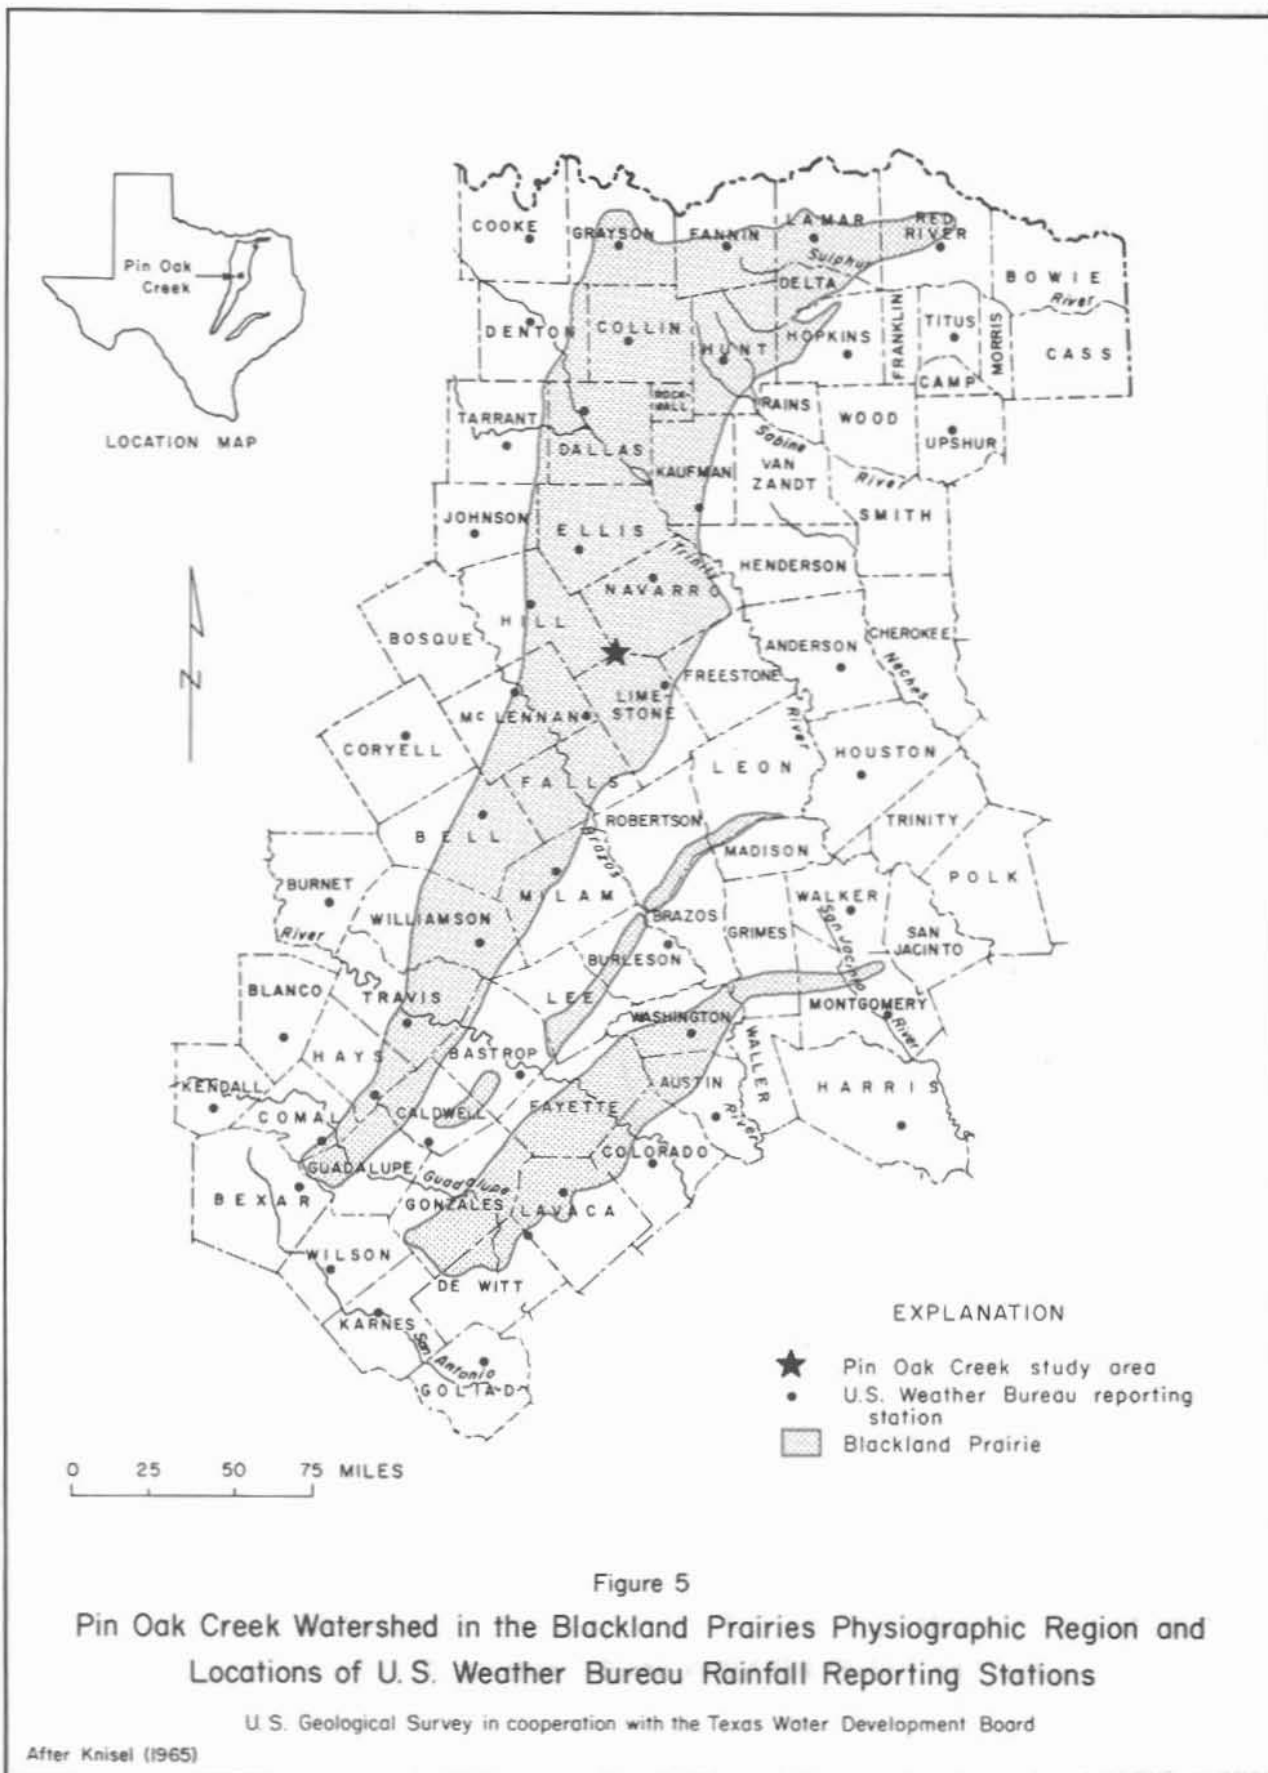 COOKE
GRAYSON
FANNIN
LAMAR
RED
RIVER
Sulphur
DELTA
BOWIE
River
Pin Oak
Creek
DENTON
COLLIN
HUNT
HOPKINS
FRANKLIN
TITUS
MORRIS
CASS
CAMP
LOCATION MAP
TARRANT
DALLAS
ROCK-
WALL
RAINS
WOOD
UPSHUR
KAUFMAN
Sabine
VAN
ZANDT
River
SMITH
JOHNSON
ELLIS
Trinity
HENDERSON
NAVARRO
N
BOSQUE
HILL
ANDERSON
CHEROKEE
FREESTONE
Neches
LIME-
STONE
Mc LENNAN
River
CORYELL
FALLS
LEON
HOUSTON
BELL
ROBERTSON
Brazos
TRINITY
MADISON
POLK
BURNET
MILAM
WALKER
WILLIAMSON
BRAZOS
GRIMES
San Jacinto
SAN
JACINTO
River
BURLESON
BLANCO
TRAVIS
LEE
MONTGOMERY
WASHINGTON
River
HAYS
BASTROP
WALLER
KENDALL
AUSTIN
HARRIS
COMAL
CALDWELL
FAYETTE
River
GUADALUPE
Guadalupe
COLORADO
BEXAR
GONZALES
LAVACA
WILSON
DE WITT
KARNES
San Antonio
GOLIAD
EXPLANATION
Pin Oak Creek study area
U.S. Weather Bureau reporting
station
Blackland Prairie
0 25 50 75 MILES
Figure 5
Pin Oak Creek Watershed in the Blackland Prairies Physiographic Region and
Locations of U.S. Weather Bureau Rainfall Reporting Stations
U.S. Geological Survey in cooperation with the Texas Water Development Board
After Knisel (1965)